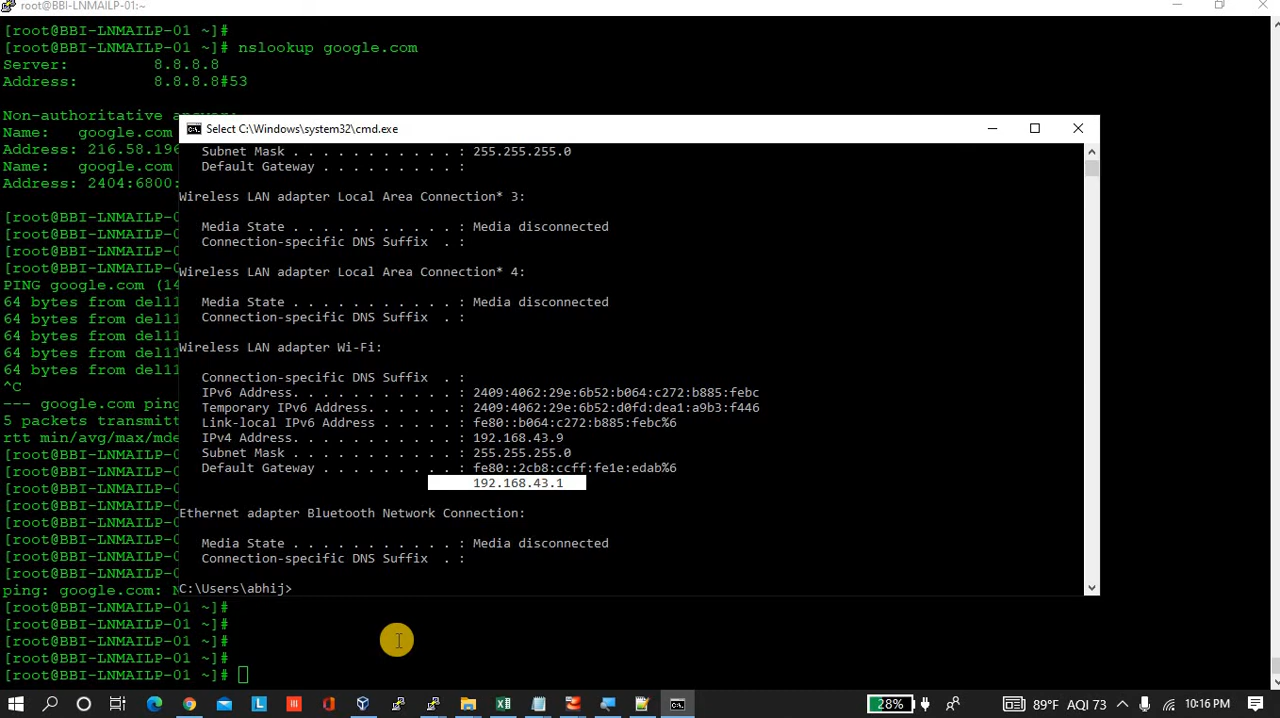 root@BBI-LNMAILP-01:~
[root@BBI-LNMAILP-01 ~]#
[root@BBI-LNMAILP-01 ~]# nslookup google.com
Server: 8.8.8.8
Address: 8.8.8.8#53
Non-authoritative answer:
Name: google.com
Address: 216.58.196
Name: google.com
Address: 2404:6800:
[root@BBI-LNMAILP-0
[root@BBI-LNMAILP-0
[root@BBI-LNMAILP-0
[root@BBI-LNMAILP-0
PING google.com (14
64 bytes from del11
64 bytes from del11
64 bytes from del11
64 bytes from del11
64 bytes from del11
^C
--- google.com ping
5 packets transmitt
rtt min/avg/max/mde
[root@BBI-LNMAILP-0
[root@BBI-LNMAILP-0
[root@BBI-LNMAILP-0
[root@BBI-LNMAILP-0
[root@BBI-LNMAILP-0
[root@BBI-LNMAILP-0
[root@BBI-LNMAILP-0
[root@BBI-LNMAILP-0
ping: google.com: N
[root@BBI-LNMAILP-01 ~]#
[root@BBI-LNMAILP-01 ~]#
[root@BBI-LNMAILP-01 ~]#
[root@BBI-LNMAILP-01 ~]#
[root@BBI-LNMAILP-01 ~]#
Select C:\Windows\system32\cmd.exe
Subnet Mask . . . . . . . . . . . : 255.255.255.0
Default Gateway . . . . . . . . . :
Wireless LAN adapter Local Area Connection* 3:
Media State . . . . . . . . . . . : Media disconnected
Connection-specific DNS Suffix . :
Wireless LAN adapter Local Area Connection* 4:
Media State . . . . . . . . . . . : Media disconnected
Connection-specific DNS Suffix . :
Wireless LAN adapter Wi-Fi:
Connection-specific DNS Suffix . :
IPv6 Address. . . . . . . . . . . : 2409:4062:29e:6b52:b064:c272:b885:febc
Temporary IPv6 Address. . . . . . : 2409:4062:29e:6b52:d0fd:dea1:a9b3:f446
Link-local IPv6 Address . . . . . : fe80::b064:c272:b885:febc%6
IPv4 Address. . . . . . . . . . . : 192.168.43.9
Subnet Mask . . . . . . . . . . . : 255.255.255.0
Default Gateway . . . . . . . . . : fe80::2cb8:ccff:fe1e:edab%6
192.168.43.1
Ethernet adapter Bluetooth Network Connection:
Media State . . . . . . . . . . . : Media disconnected
Connection-specific DNS Suffix . :
C:\Users\abhij>
28% 89°F AQI 73 10:16 PM